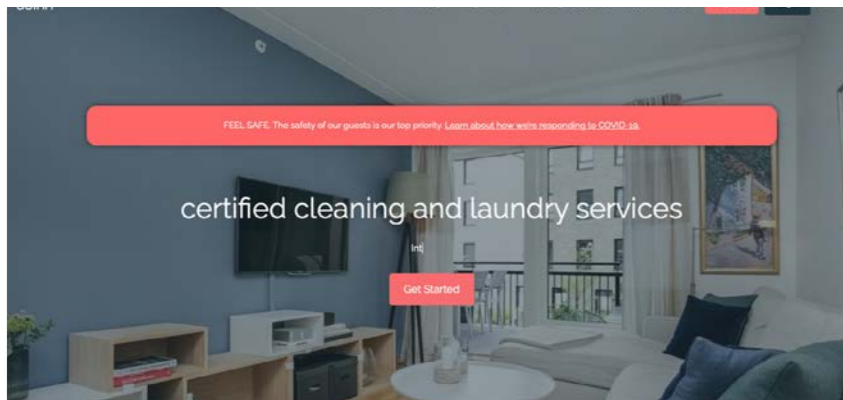 FEEL SAFE. The safety of our guests is our top priority. Learn about how we're responding to COVID-19.
certified cleaning and laundry services
Int
Get Started